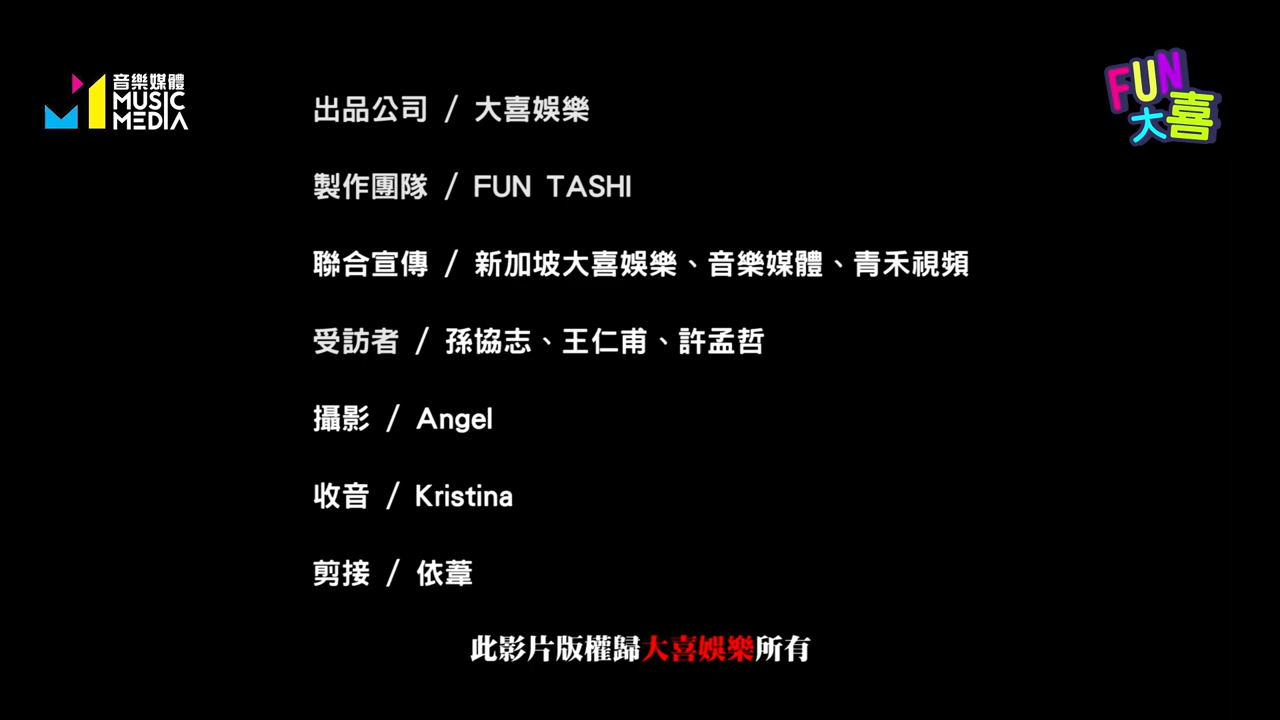 音樂媒體
MUSIC
MEDIA
FUN
大喜
出品公司 / 大喜娛樂
製作團隊 / FUN TASHI
聯合宣傳 / 新加坡大喜娛樂、音樂媒體、青禾視頻
受訪者 / 孫協志、王仁甫、許孟哲
攝影 / Angel
收音 / Kristina
剪接 / 依葦
此影片版權歸大喜娛樂所有